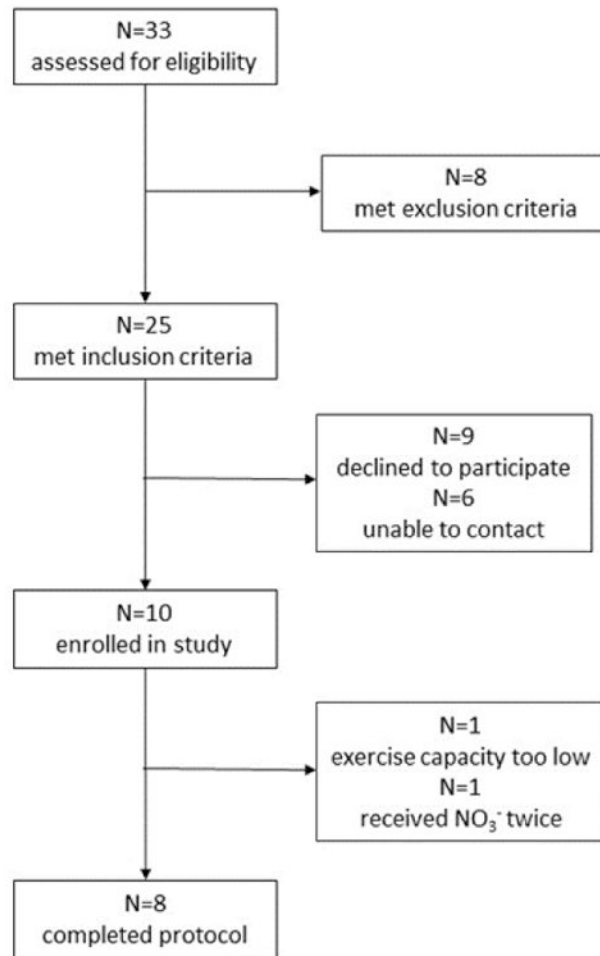 N=33
assessed for eligibility
N=8
met exclusion criteria
N=25
met inclusion criteria
N=9
declined to participate
N=6
unable to contact
N=10
enrolled in study
N=1
exercise capacity too low
N=1
received NO₃⁻ twice
N=8
completed protocol